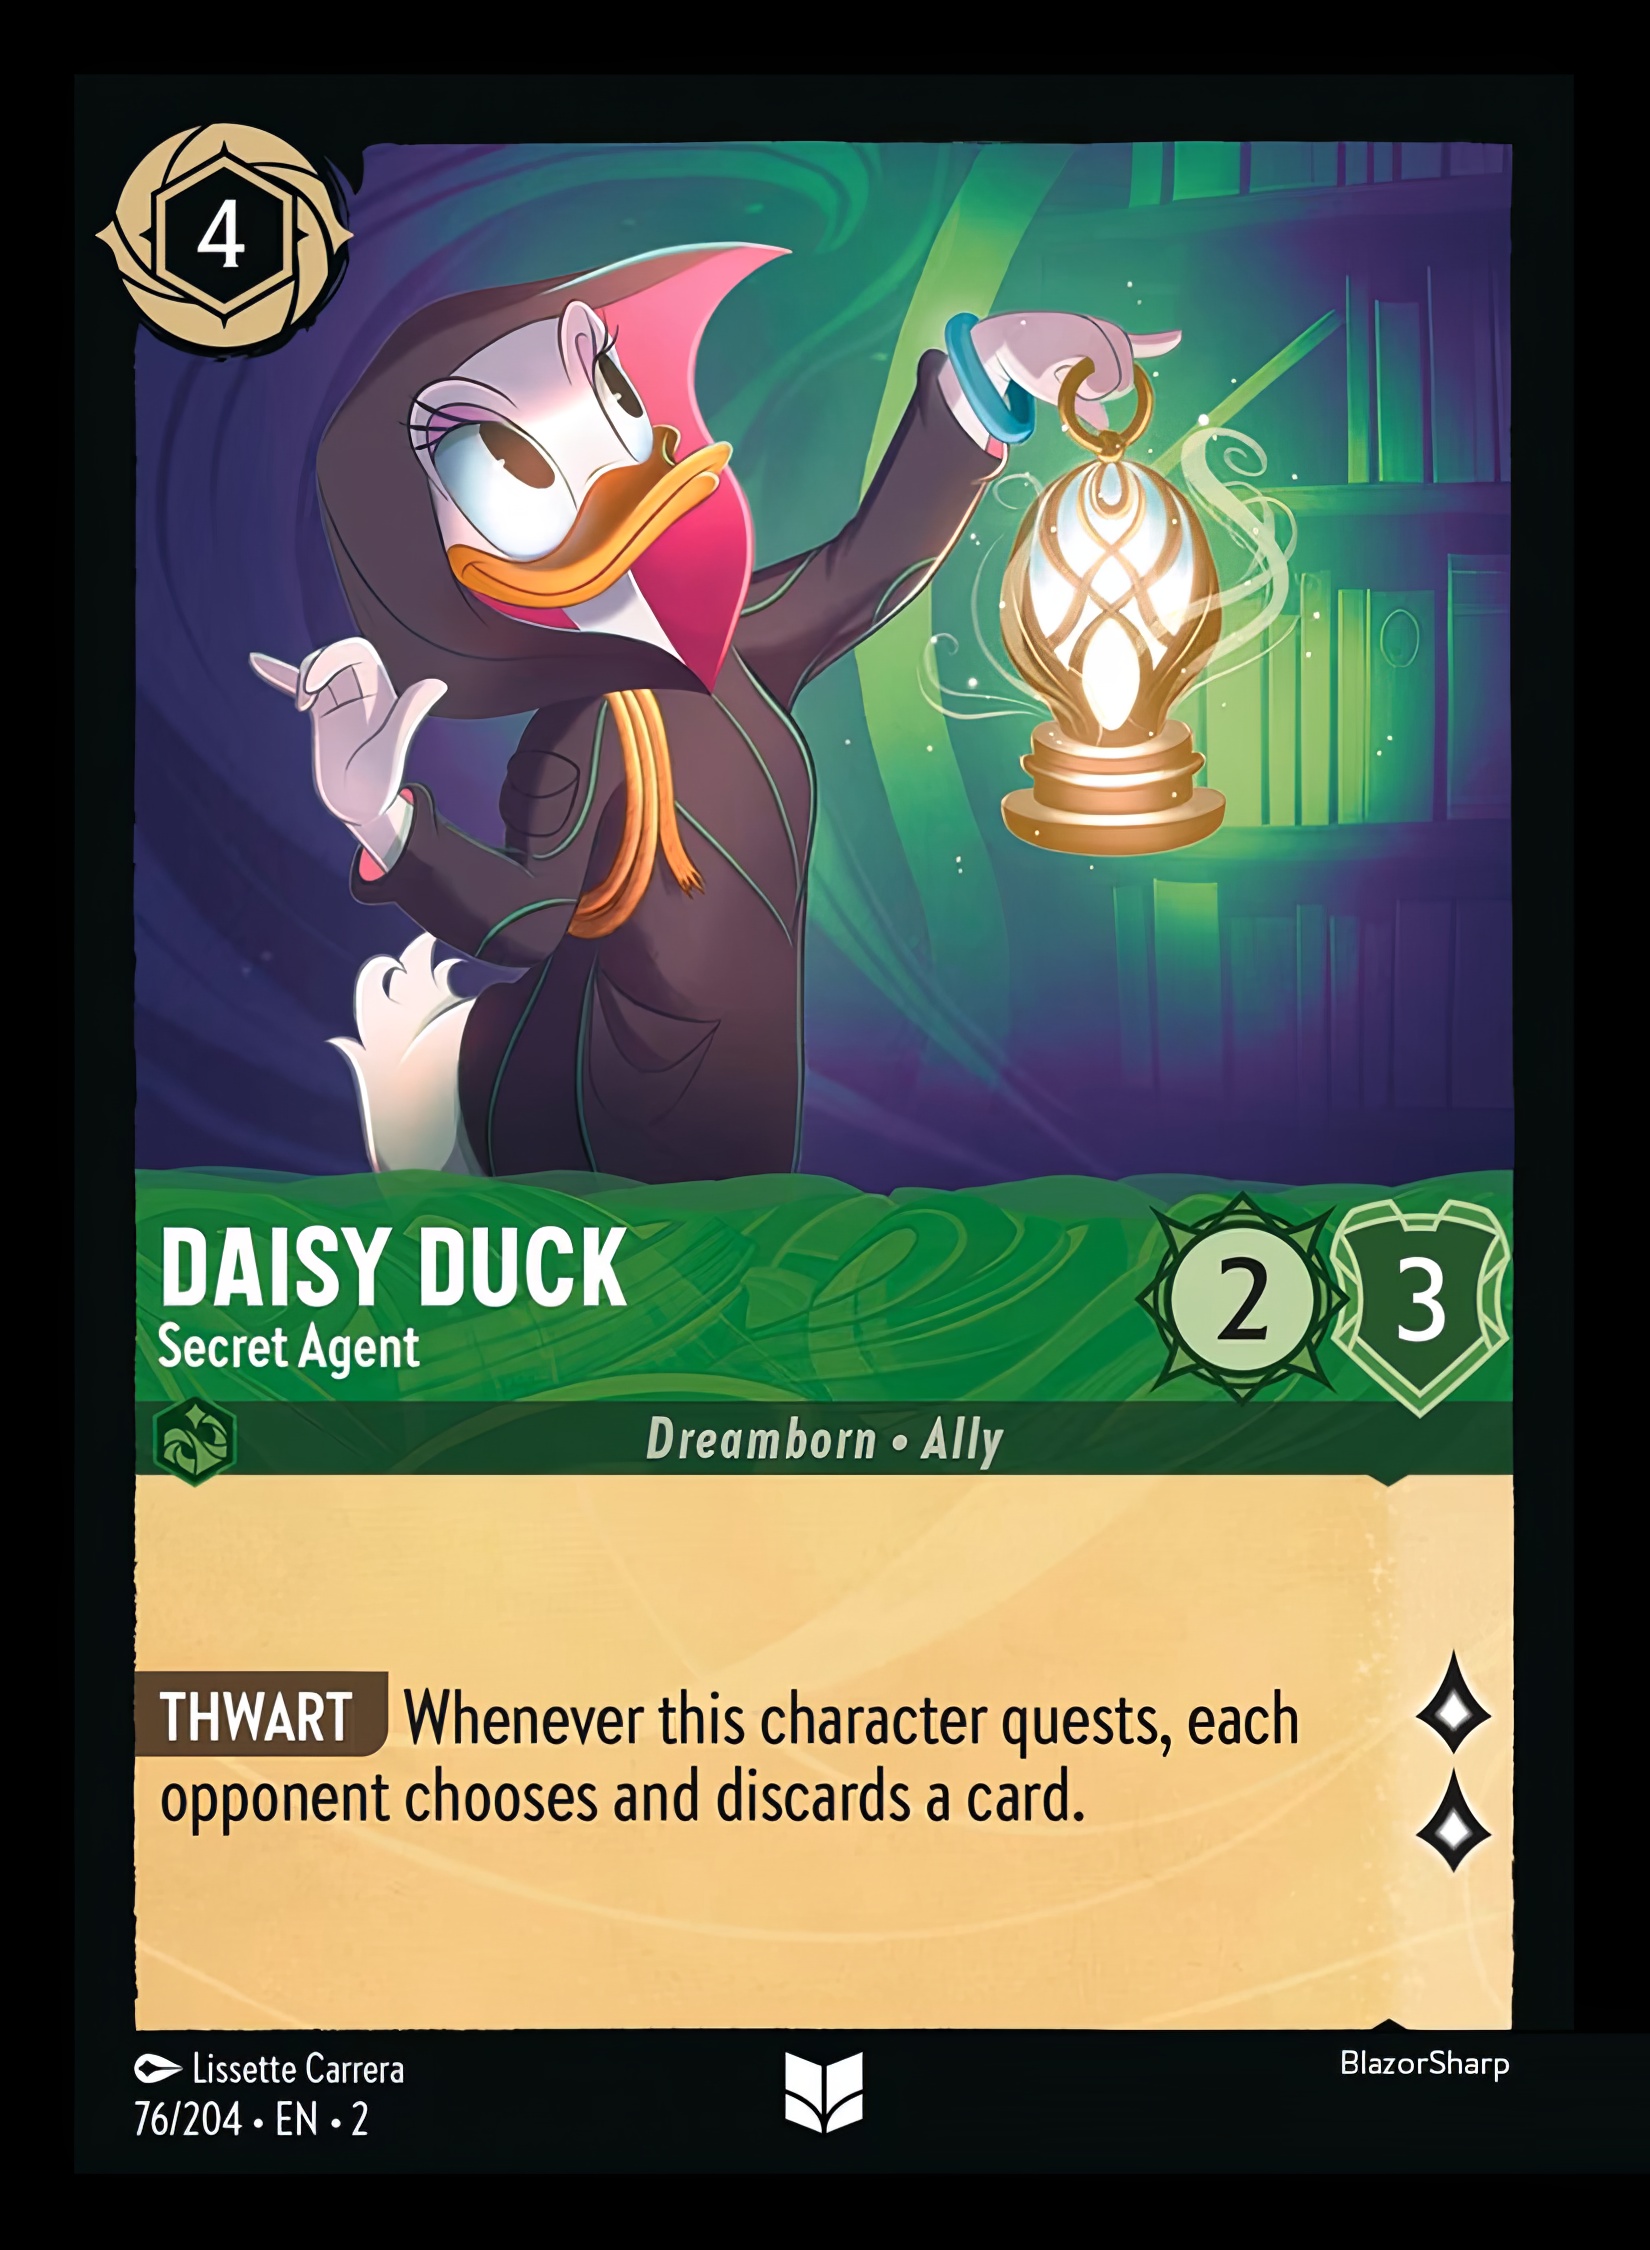 4
DAISY DUCK
Secret Agent
2 3
Dreamborn • Ally
THWART Whenever this character quests, each
opponent chooses and discards a card.
Lissette Carrera
76/204 • EN • 2
BlazorSharp